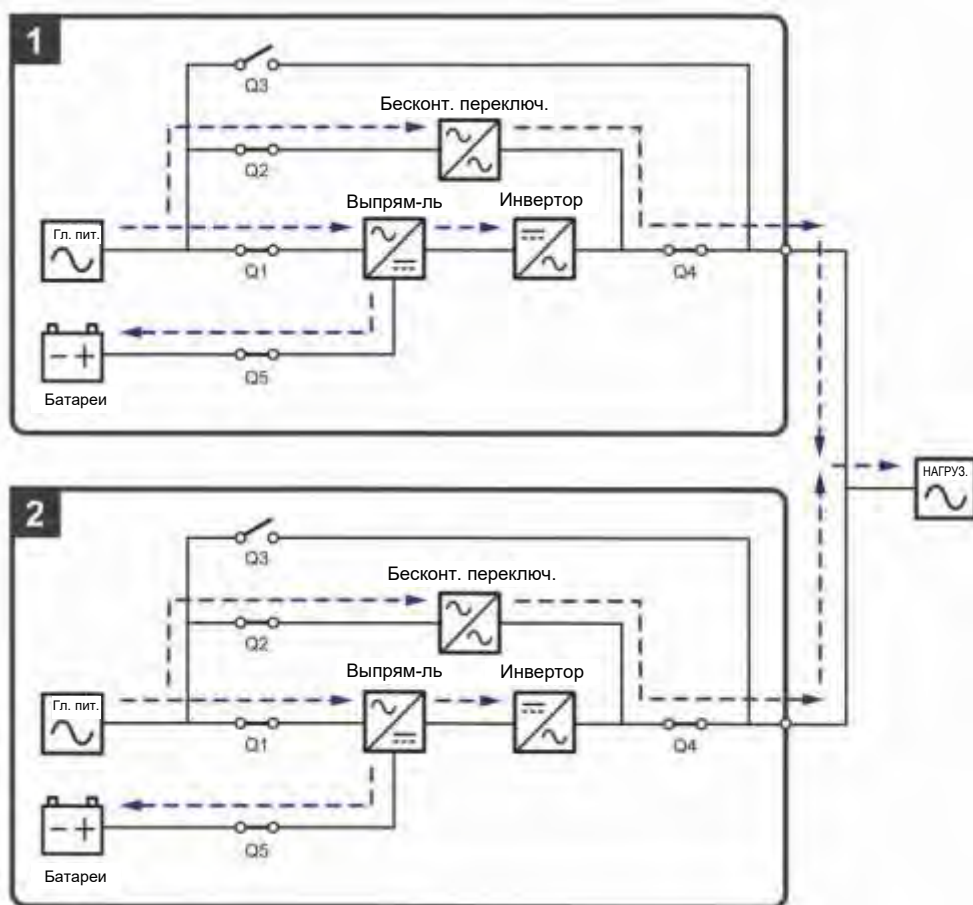 1
Q3
Бесконт. переключ.
Q2
Выпрям-ль
Инвертор
Гл. пит.
Q1
Q4
Q5
Батареи
НАГРУЗ.
2
Q3
Бесконт. переключ.
Q2
Выпрям-ль
Инвертор
Гл. пит.
Q1
Q4
Q5
Батареи